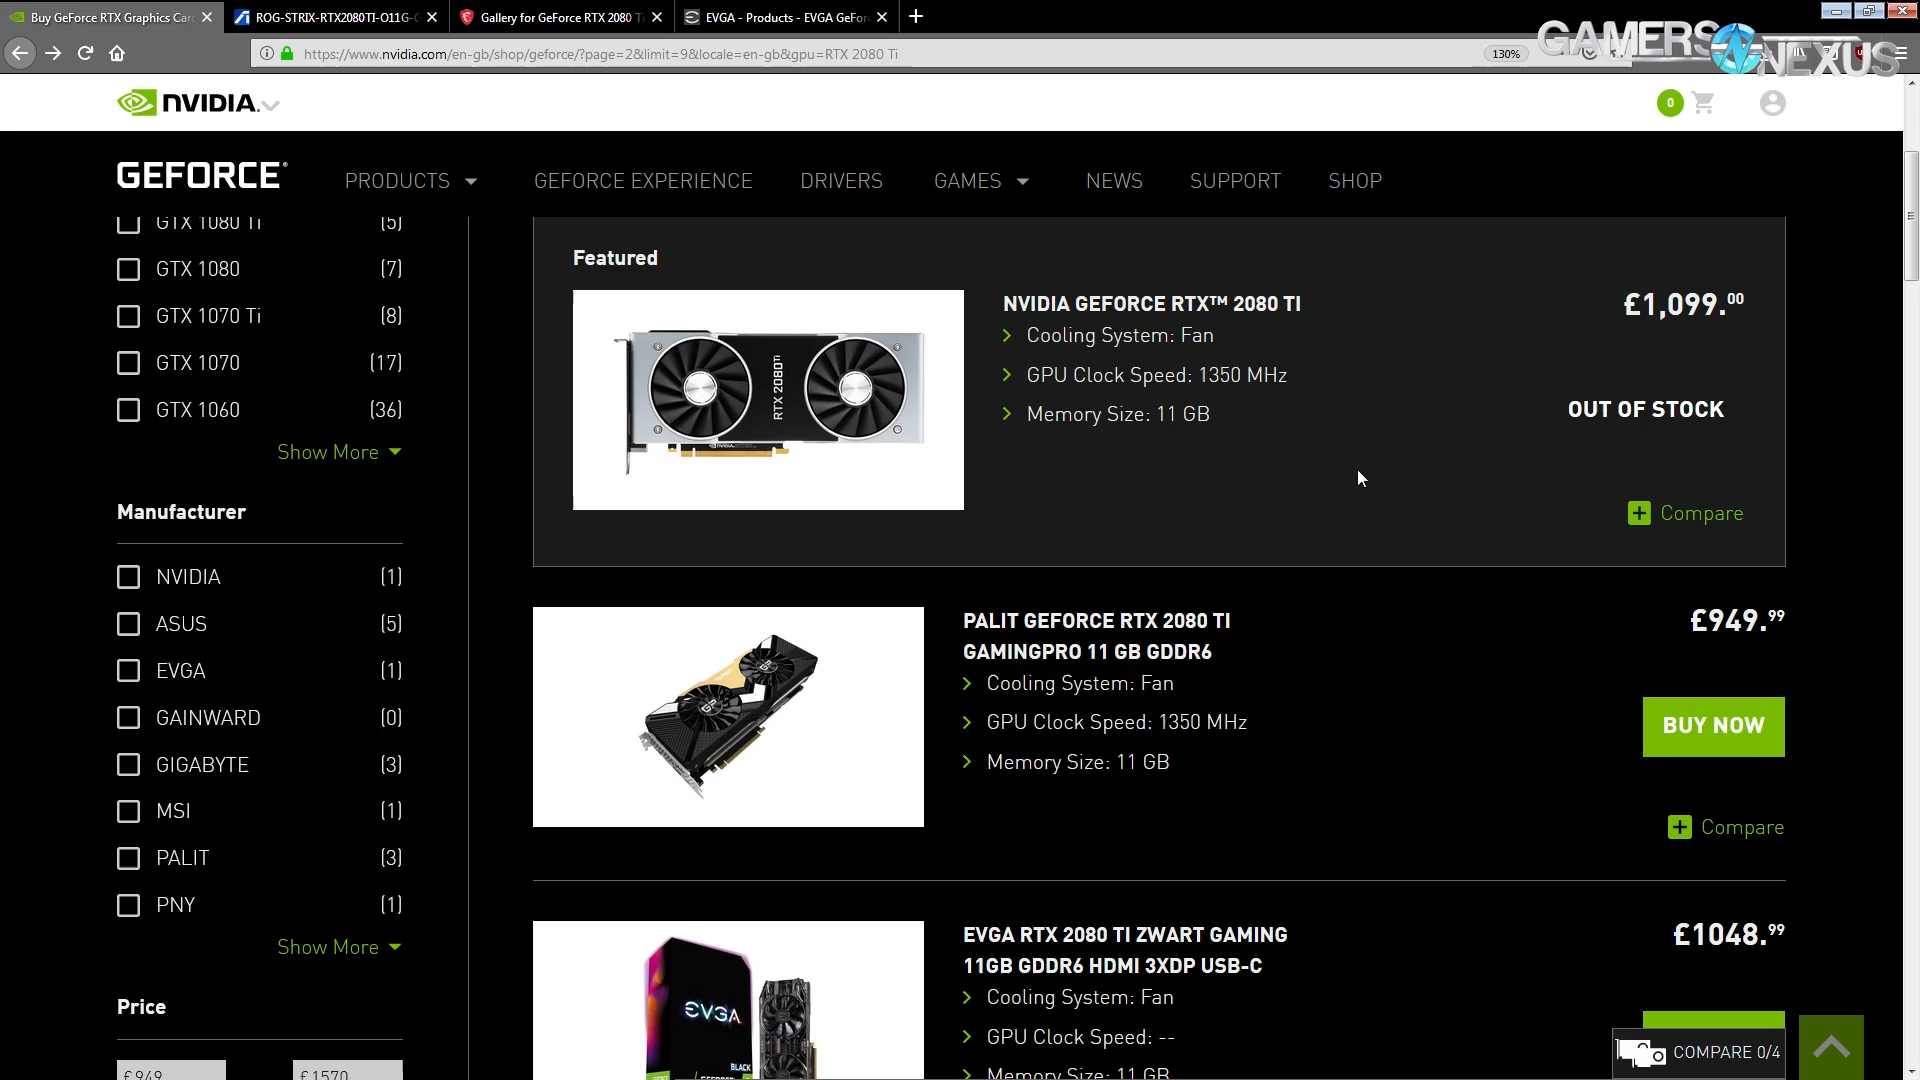 Buy GeForce RTX Graphics Car
ROG-STRIX-RTX2080TI-O11G-G
Gallery for GeForce RTX 2080 T
EVGA - Products - EVGA GeFor
https://www.nvidia.com/en-gb/shop/geforce/?page=2&limit=9&locale=en-gb&gpu=RTX 2080 Ti
130%
GAMERS NEXUS
NVIDIA.
0
GEFORCE
PRODUCTS
GEFORCE EXPERIENCE
DRIVERS
GAMES
NEWS
SUPPORT
SHOP
GTX 1080 Ti (5)
GTX 1080 (7)
GTX 1070 Ti (8)
GTX 1070 (17)
GTX 1060 (36)
Show More
Manufacturer
NVIDIA (1)
ASUS (5)
EVGA (1)
GAINWARD (0)
GIGABYTE (3)
MSI (1)
PALIT (3)
PNY (1)
Show More
Price
£949
£1570
Featured
RTX 2080Ti
NVIDIA GEFORCE RTX™ 2080 TI
£1,099.00
Cooling System: Fan
GPU Clock Speed: 1350 MHz
Memory Size: 11 GB
OUT OF STOCK
Compare
PALIT GEFORCE RTX 2080 TI
GAMINGPRO 11 GB GDDR6
£949.99
Cooling System: Fan
GPU Clock Speed: 1350 MHz
Memory Size: 11 GB
BUY NOW
Compare
EVGA
BLACK
EVGA RTX 2080 TI ZWART GAMING
11GB GDDR6 HDMI 3XDP USB-C
£1048.99
Cooling System: Fan
GPU Clock Speed: --
Memory Size: 11 GB
COMPARE 0/4